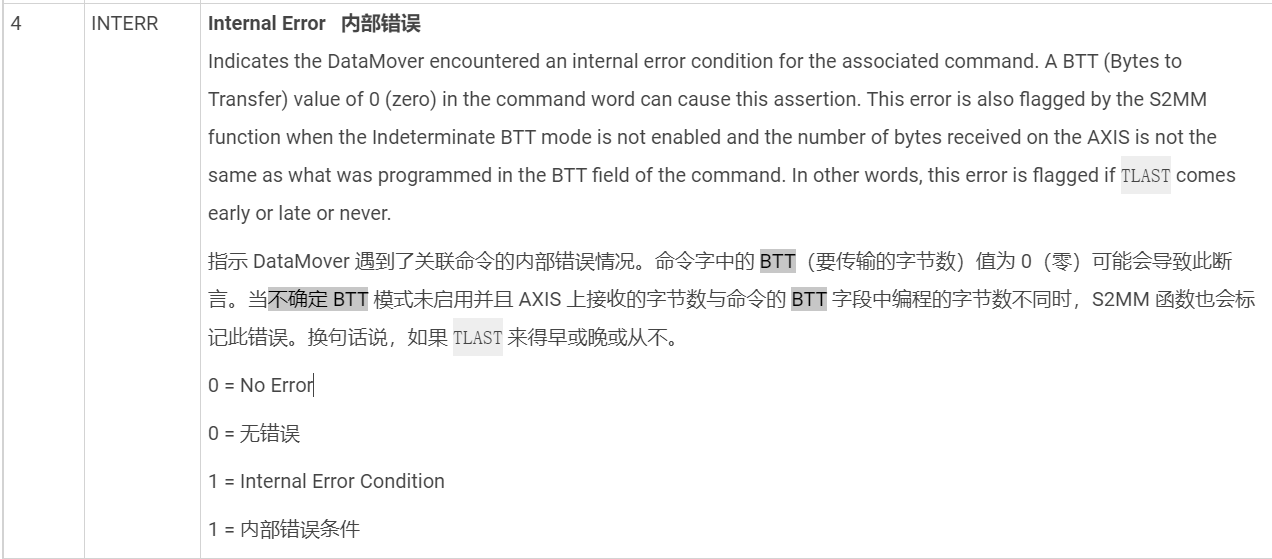 4 INTERR Internal Error 内部错误
Indicates the DataMover encountered an internal error condition for the associated command. A BTT (Bytes to
Transfer) value of 0 (zero) in the command word can cause this assertion. This error is also flagged by the S2MM
function when the Indeterminate BTT mode is not enabled and the number of bytes received on the AXIS is not the
same as what was programmed in the BTT field of the command. In other words, this error is flagged if TLAST comes
early or late or never.
指示 DataMover 遇到了关联命令的内部错误情况。命令字中的 BTT（要传输的字节数）值为 0（零）可能会导致此断
言。当不确定 BTT 模式未启用并且 AXIS 上接收的字节数与命令的 BTT 字段中编程的字节数不同时，S2MM 函数也会标
记此错误。换句话说，如果 TLAST 来得早或晚或从不。
0 = No Error
0 = 无错误
1 = Internal Error Condition
1 = 内部错误条件